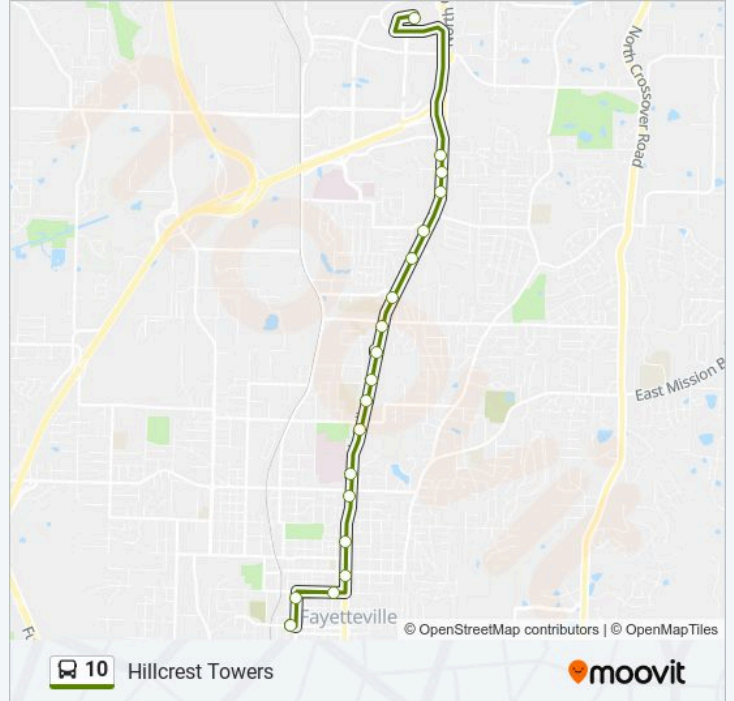 North Crossover Road
East Mission B
Fayetteville
© OpenStreetMap contributors | © OpenMapTiles
10 Hillcrest Towers
moovit